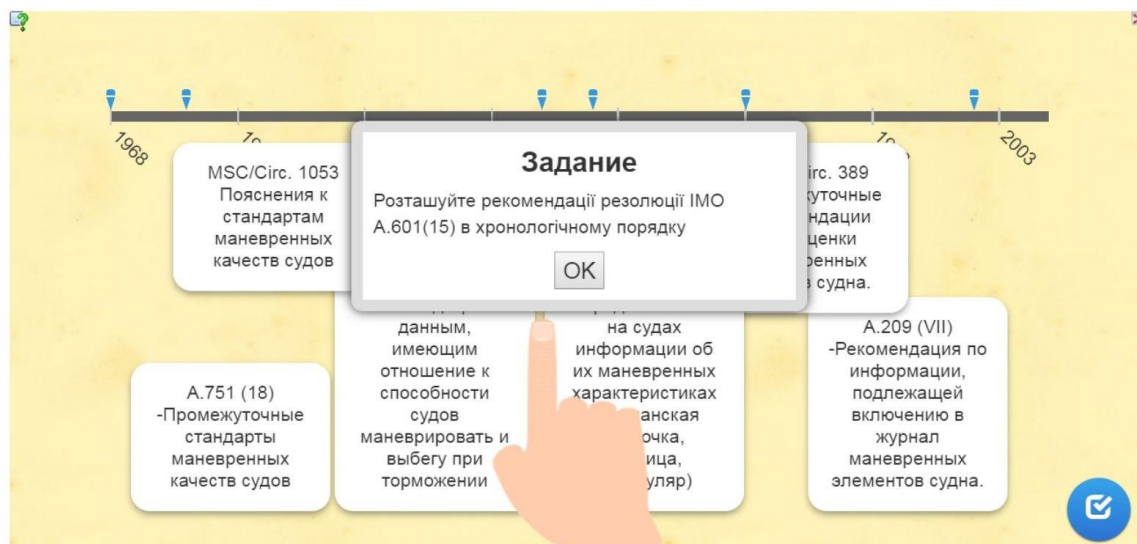 1968
2003
MSC/Circ. 1053
Пояснения к
стандартам
маневренных
качеств судов
Задание
Розташуйте рекомендації резолюції ІМО
А.601(15) в хронологічному порядку
OK
389
судна.
данным,
имеющим
отношение к
способности
судов
маневрировать и
выбегу при
торможении
на судах
информации об
их маневренных
характеристиках
A.751 (18)
-Промежуточные
стандарты
маневренных
качеств судов
A.209 (VII)
-Рекомендация по
информации,
подлежащей
включению в
журнал
маневренных
элементов судна.